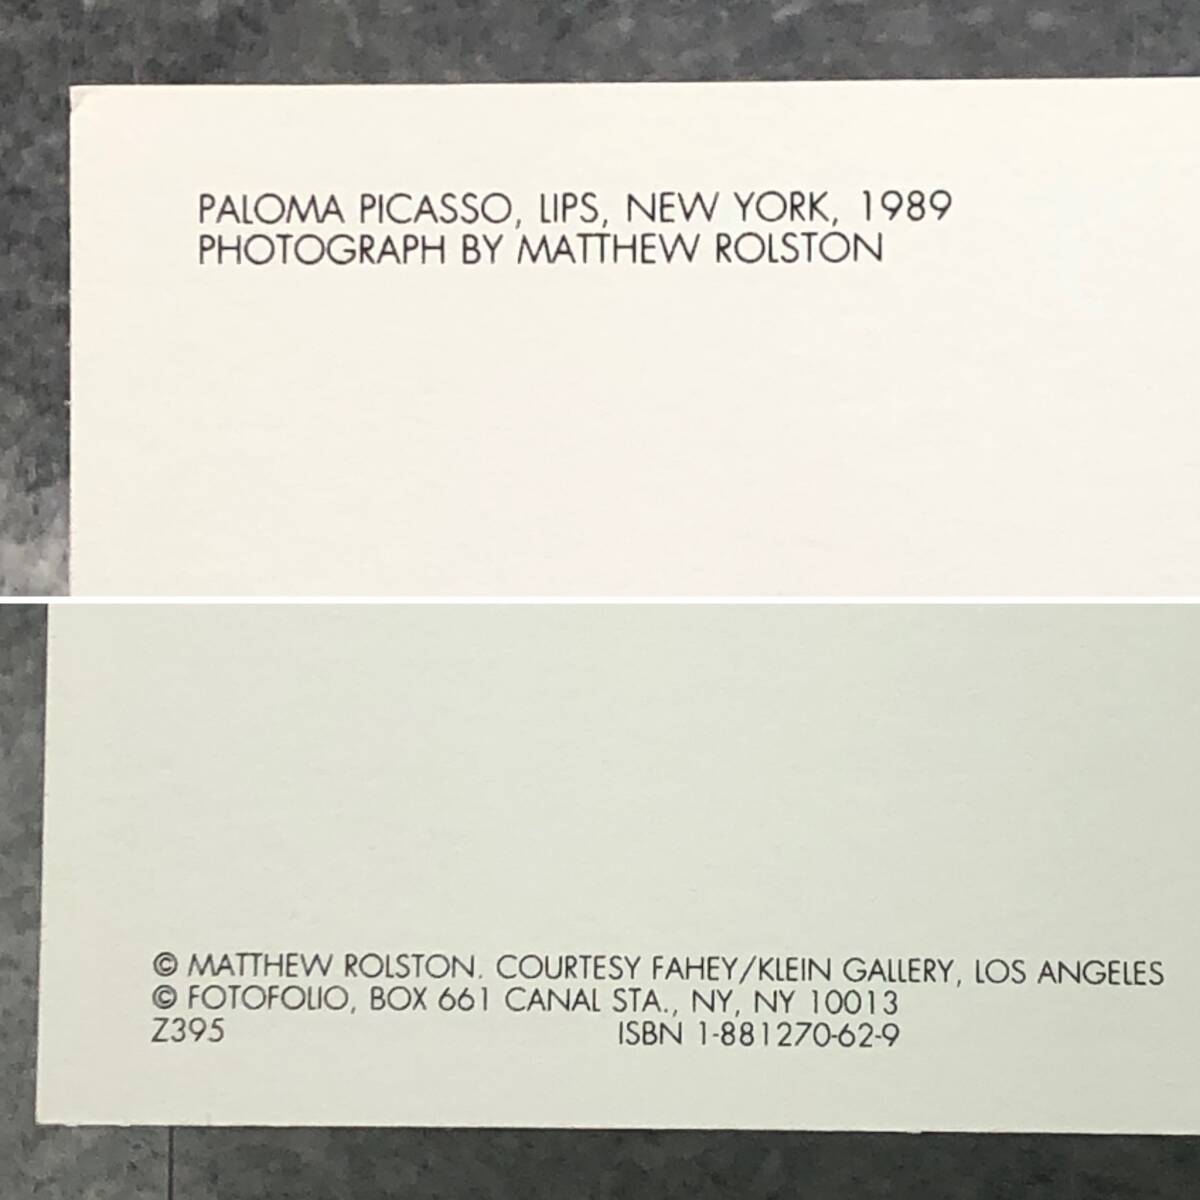 PALOMA PICASSO, LIPS, NEW YORK, 1989
PHOTOGRAPH BY MATTHEW ROLSTON
© MATTHEW ROLSTON. COURTESY FAHEY/KLEIN GALLERY, LOS ANGELES
© FOTOFOLIO, BOX 661 CANAL STA., NY, NY 10013
Z395 ISBN 1-881270-62-9